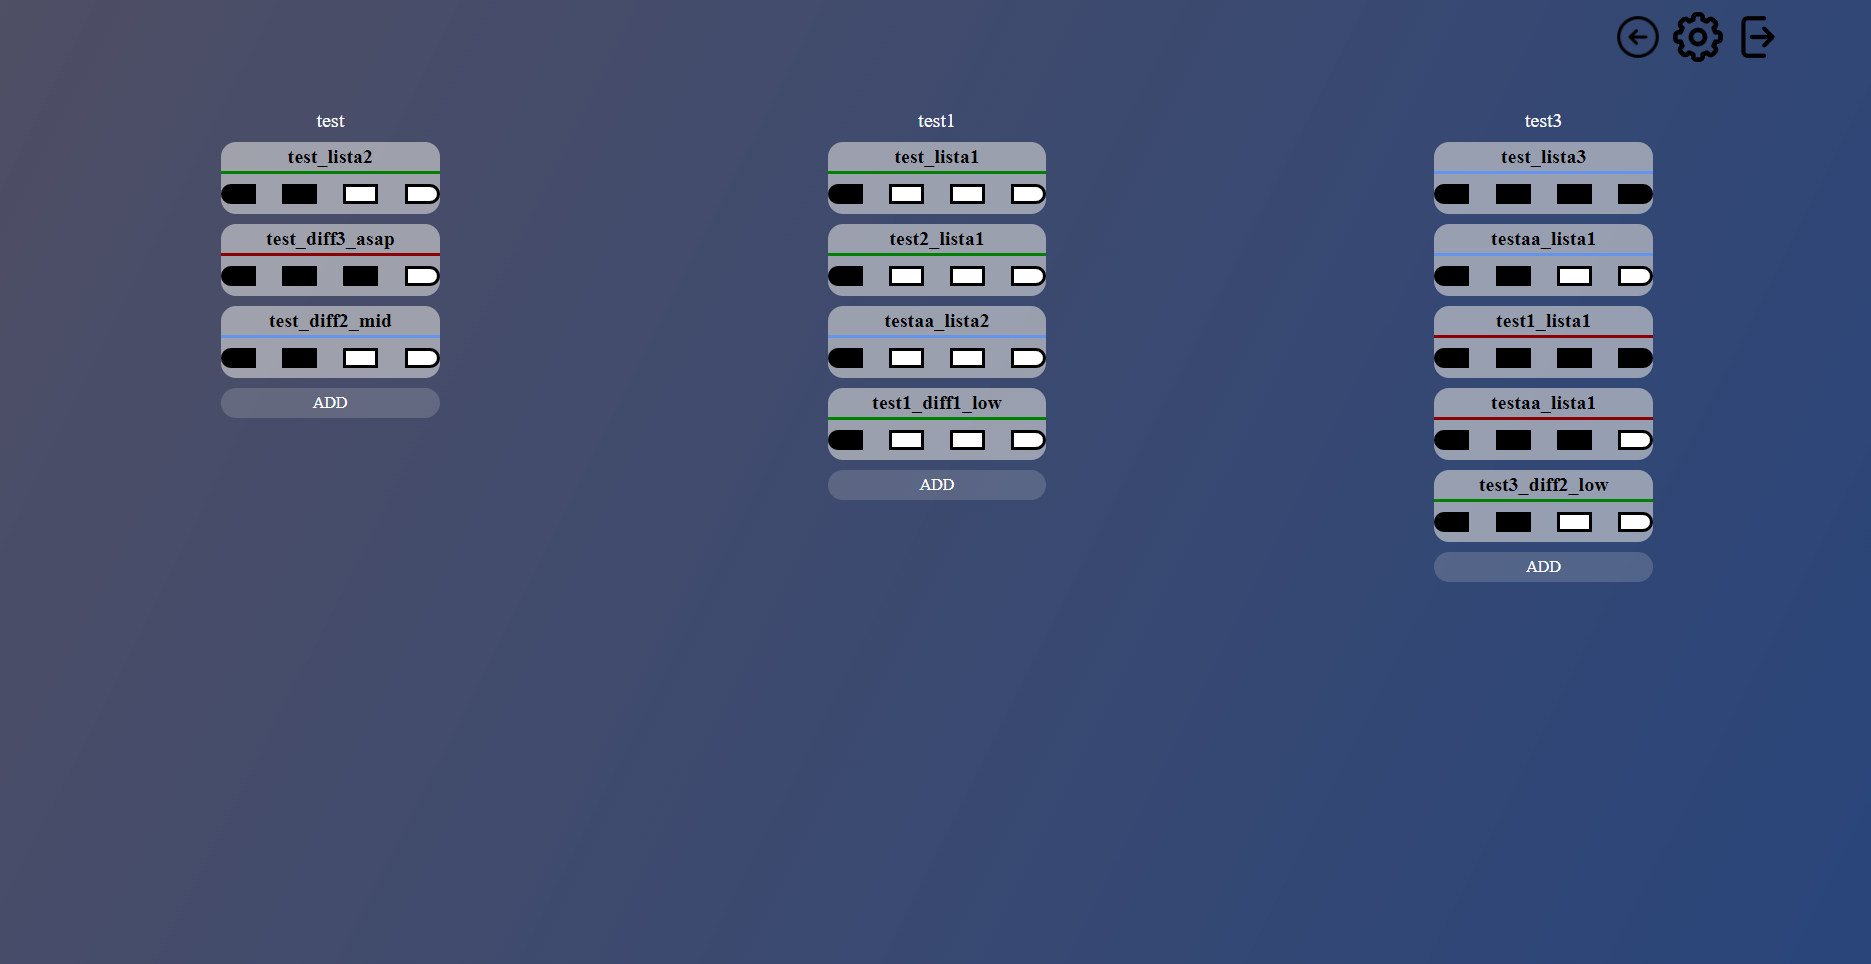 test
test_lista2
test_diff3_asap
test_diff2_mid
ADD
test1
test_lista1
test2_lista1
testaa_lista2
test1_diff1_low
ADD
test3
test_lista3
testaa_lista1
test1_lista1
testaa_lista1
test3_diff2_low
ADD